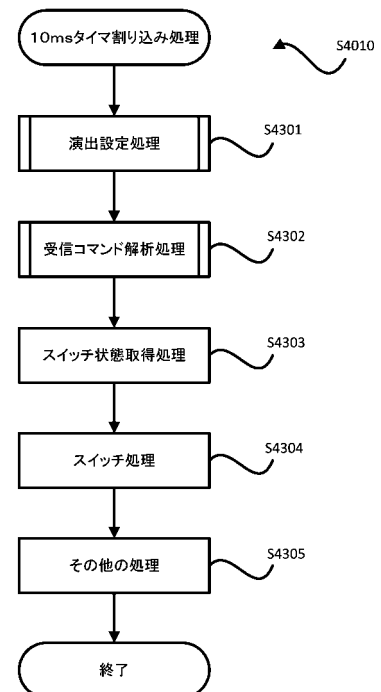 10msタイマ割り込み処理
S4010
演出設定処理
S4301
受信コマンド解析処理
S4302
スイッチ状態取得処理
S4303
スイッチ処理
S4304
その他の処理
S4305
終了